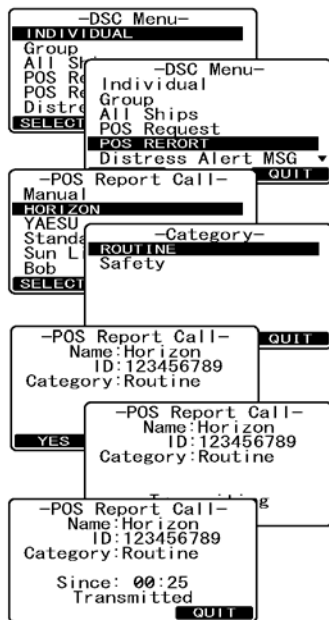 -DSC Menu-
INDIVIDUAL
Group
All Sh
POS Re
POS Re
Distre
SELECT
-DSC Menu-
Individual
Group
All Ships
POS Request
POS RERORT
Distress Alert MSG ▼
QUIT
-POS Report Call-
Manual
HORIZON
YAESU
Standa
Sun Li
Bob
SELECT
-Category-
ROUTINE
Safety
QUIT
-POS Report Call-
Name:Horizon
ID:123456789
Category:Routine
YES
-POS Report Call-
Name:Horizon
ID:123456789
Category:Routine
-POS Report Call-
Name:Horizon
ID:123456789
Category:Routine
Since: 00:25
Transmitted
QUIT